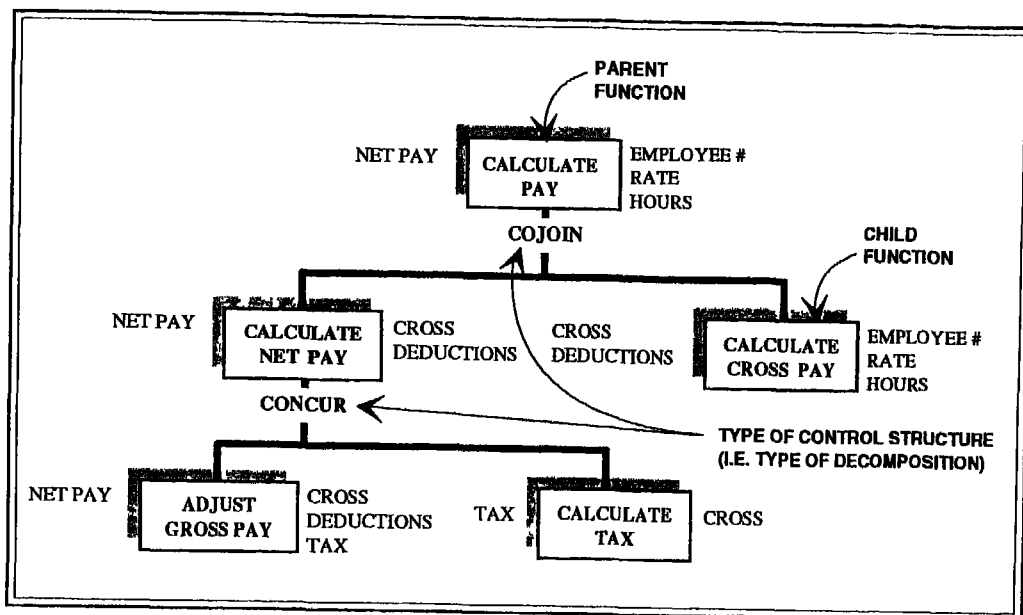 PARENT
FUNCTION
NET PAY
CALCULATE
PAY
EMPLOYEE #
RATE
HOURS
COJOIN
CHILD
FUNCTION
NET PAY
CALCULATE
NET PAY
CROSS
DEDUCTIONS
CROSS
DEDUCTIONS
CALCULATE
CROSS PAY
EMPLOYEE #
RATE
HOURS
CONCUR
TYPE OF CONTROL STRUCTURE
(I.E. TYPE OF DECOMPOSITION)
NET PAY
ADJUST
GROSS PAY
CROSS
DEDUCTIONS
TAX
TAX
CALCULATE
TAX
CROSS